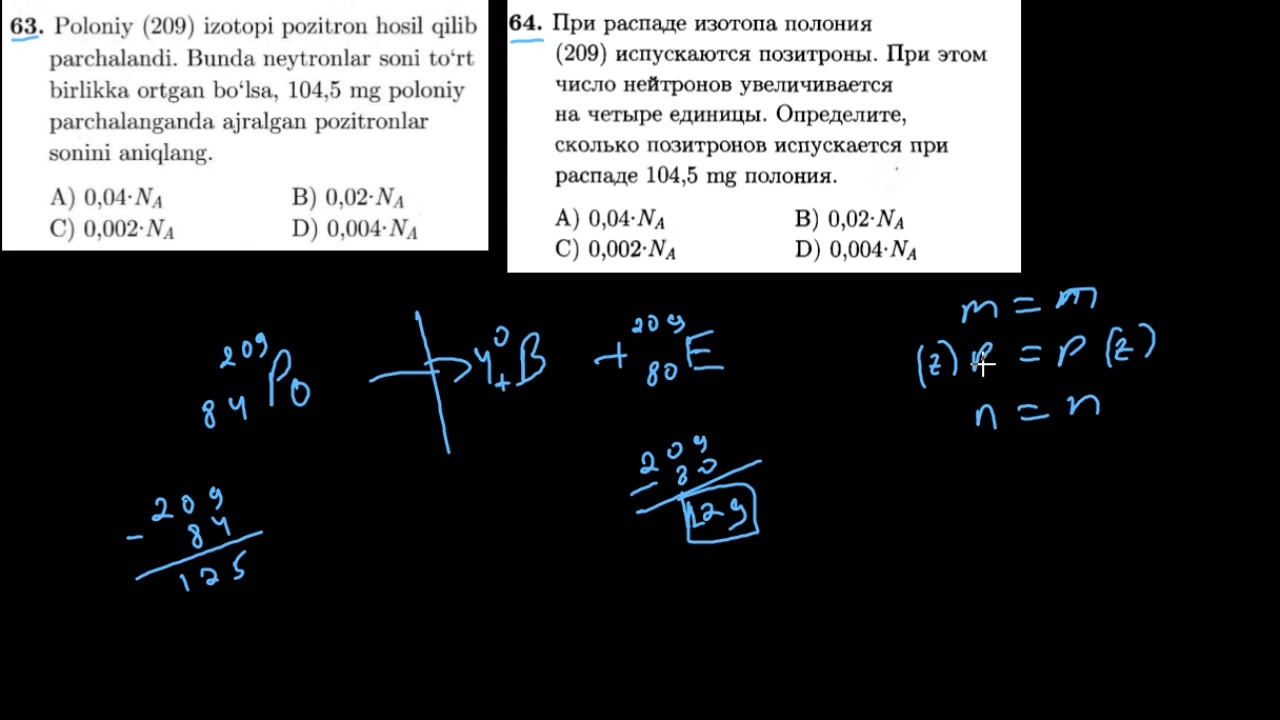 63. Poloniy (209) izotopi pozitron hosil qilib
parchalandi. Bunda neytronlar soni to‘rt
birlikka ortgan bo‘lsa, 104,5 mg poloniy
parchalanganda ajralgan pozitronlar
sonini aniqlang.
A) 0,04·N_A B) 0,02·N_A
C) 0,002·N_A D) 0,004·N_A
64. При распаде изотопа полония
(209) испускаются позитроны. При этом
число нейтронов увеличивается
на четыре единицы. Определите,
сколько позитронов испускается при
распаде 104,5 mg полония.
A) 0,04·N_A B) 0,02·N_A
C) 0,002·N_A D) 0,004·N_A
209 84 Po → 4 0 + B + 209 80 E
m = m
(z) p = p (z)
n = n
209
- 84
125
209
- 80
129